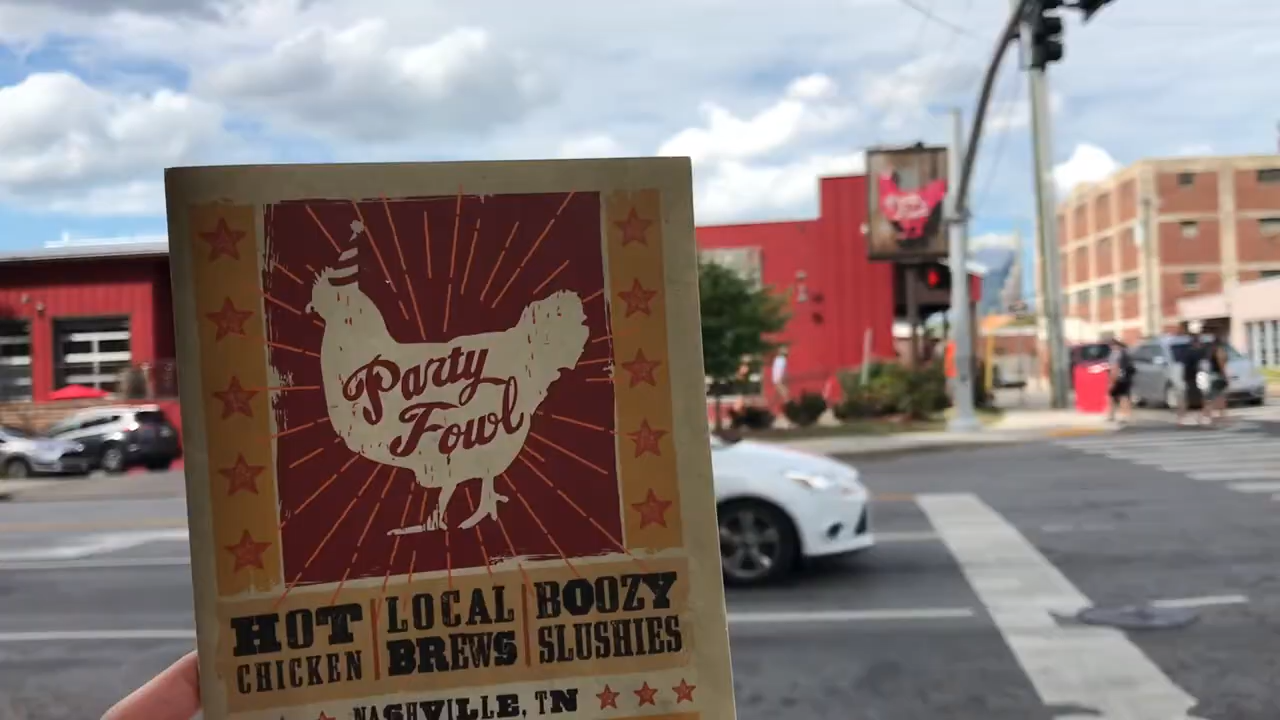 Party
Fowl
HOT
CHICKEN
LOCAL
BREWS
BOOZY
SLUSHIES
NASHVILLE, TN